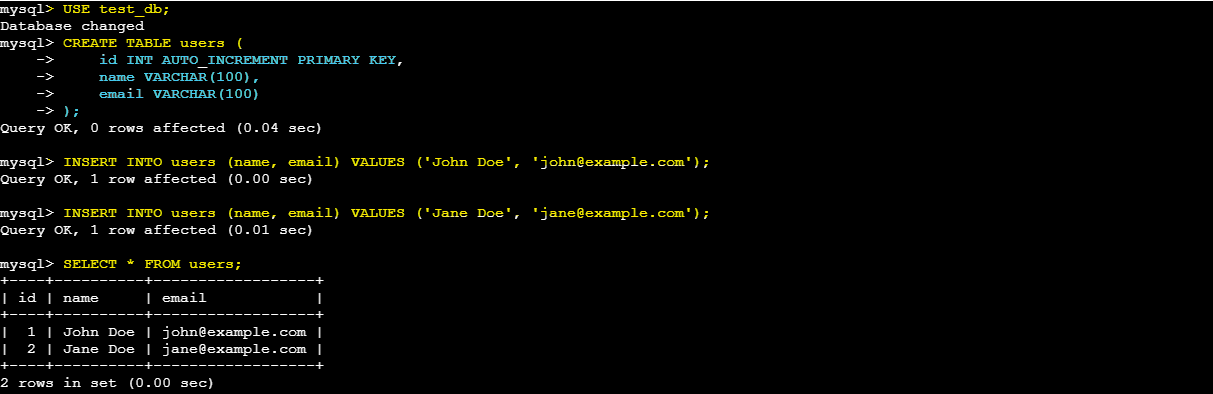 mysql> USE test_db;
Database changed
mysql> CREATE TABLE users (
    ->     id INT AUTO_INCREMENT PRIMARY KEY,
    ->     name VARCHAR(100),
    ->     email VARCHAR(100)
    -> );
Query OK, 0 rows affected (0.04 sec)
mysql> INSERT INTO users (name, email) VALUES ('John Doe', 'john@example.com');
Query OK, 1 row affected (0.00 sec)
mysql> INSERT INTO users (name, email) VALUES ('Jane Doe', 'jane@example.com');
Query OK, 1 row affected (0.01 sec)
mysql> SELECT * FROM users;
+----+----------+------------------+
| id | name     | email            |
+----+----------+------------------+
|  1 | John Doe | john@example.com |
|  2 | Jane Doe | jane@example.com |
+----+----------+------------------+
2 rows in set (0.00 sec)